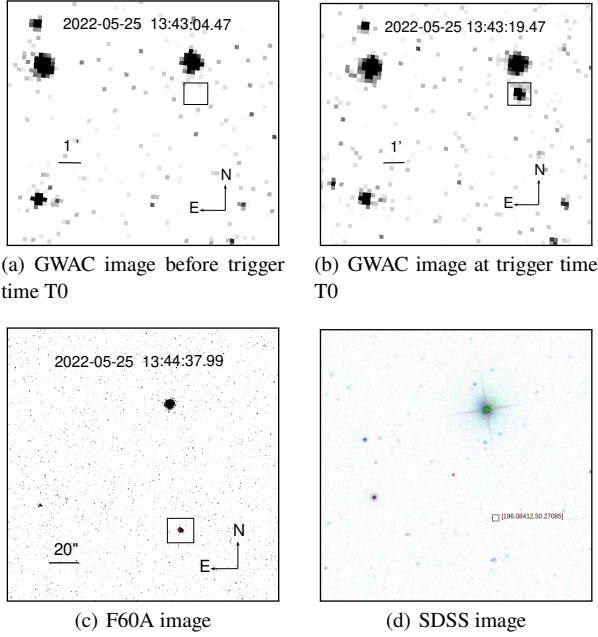 2022-05-25 13:43:04.47
1'
N
E
(a) GWAC image before trigger
time T0
2022-05-25 13:43:19.47
1'
N
E
(b) GWAC image at trigger time
T0
2022-05-25 13:44:37.99
20"
N
E
(c) F60A image
[196.08412,50.27085]
(d) SDSS image